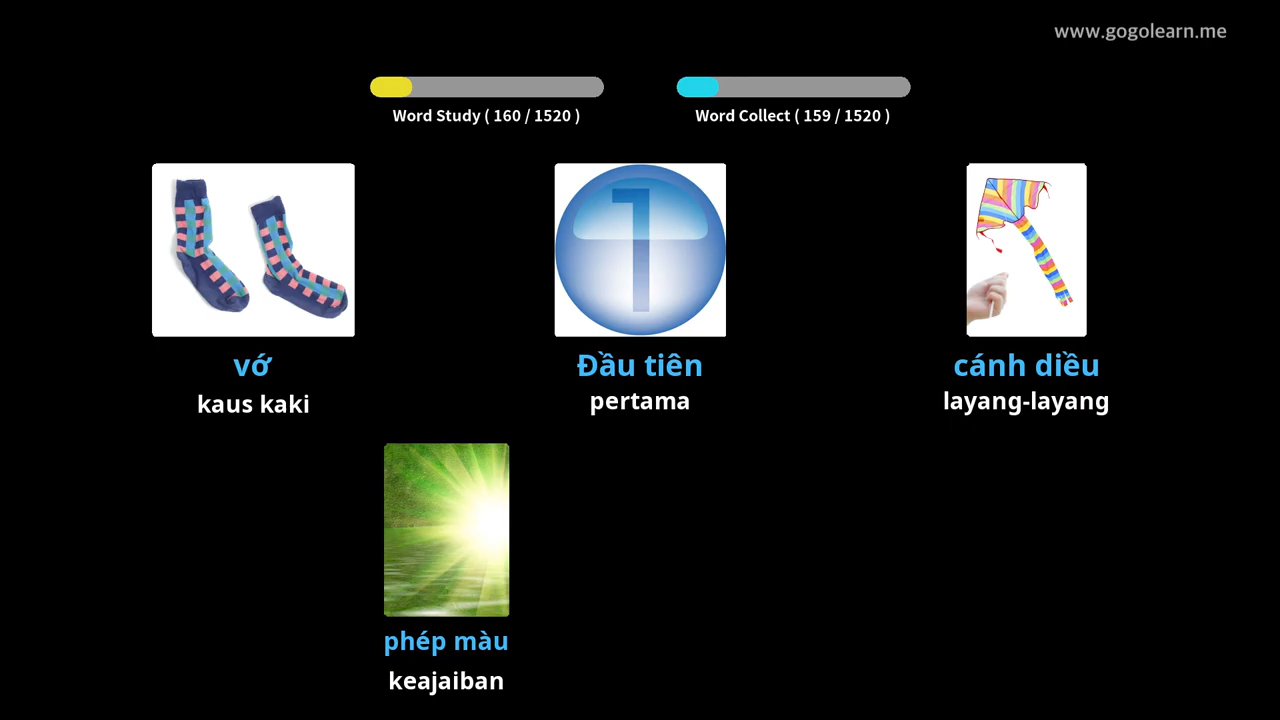 www.gogolearn.me
Word Study ( 160 / 1520 )
Word Collect ( 159 / 1520 )
1
vớ
kaus kaki
Đầu tiên
pertama
cánh diều
layang-layang
phép màu
keajaiban